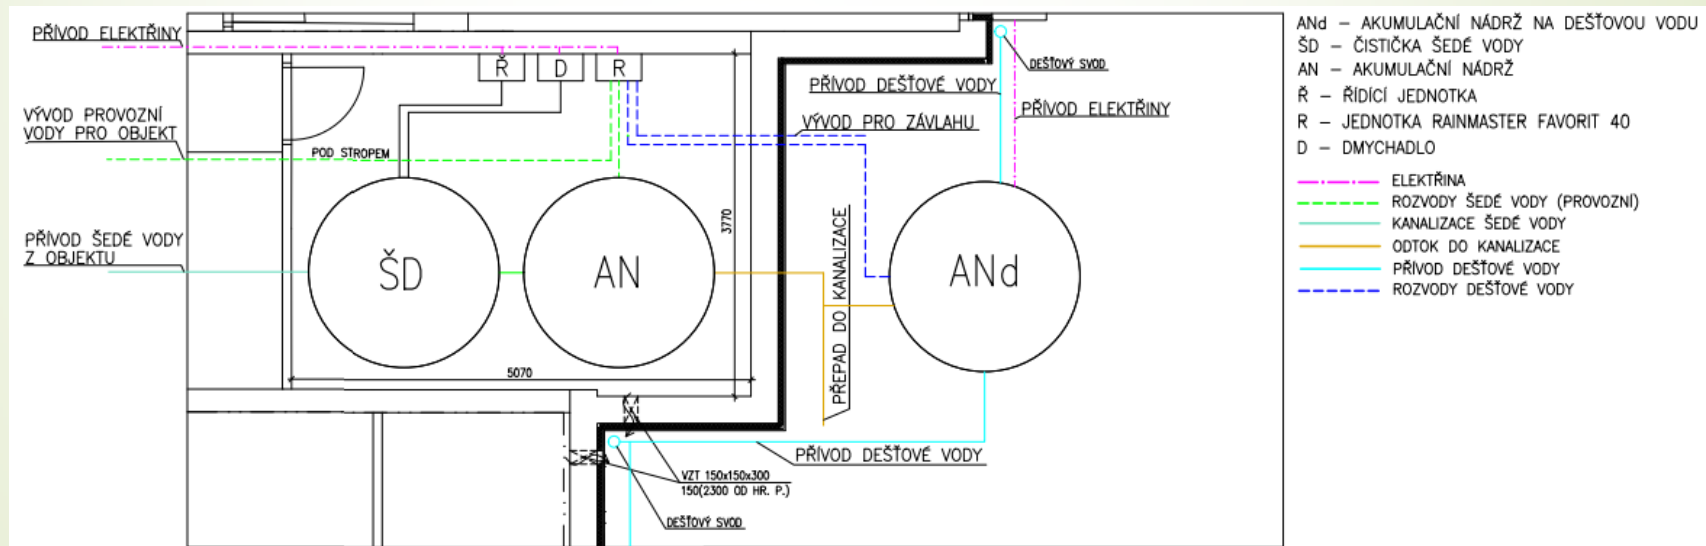 PŘÍVOD ELEKTŘINY
VÝVOD PROVOZNÍ
VODY PRO OBJEKT
PŘÍVOD ŠEDÉ VODY
Z OBJEKTU
Ř
D
R
POD STROPEM
ŠD
AN
3770
5070
VZT 150x150x300
150(2300 OD HR. P.)
DEŠŤOVÝ SVOD
PŘÍVOD DEŠŤOVÉ VODY
VÝVOD PRO ZÁVLAHU
DEŠŤOVÝ SVOD
PŘÍVOD ELEKTŘINY
PŘEPAD DO KANALIZACE
ANd
PŘÍVOD DEŠŤOVÉ VODY
ANd – AKUMULAČNÍ NÁDRŽ NA DEŠŤOVOU VODU
ŠD – ČISTIČKA ŠEDÉ VODY
AN – AKUMULAČNÍ NÁDRŽ
Ř – ŘÍDÍCÍ JEDNOTKA
R – JEDNOTKA RAINMASTER FAVORIT 40
D – DMYCHADLO
ELEKTŘINA
ROZVODY ŠEDÉ VODY (PROVOZNÍ)
KANALIZACE ŠEDÉ VODY
ODTOK DO KANALIZACE
PŘÍVOD DEŠŤOVÉ VODY
ROZVODY DEŠŤOVÉ VODY